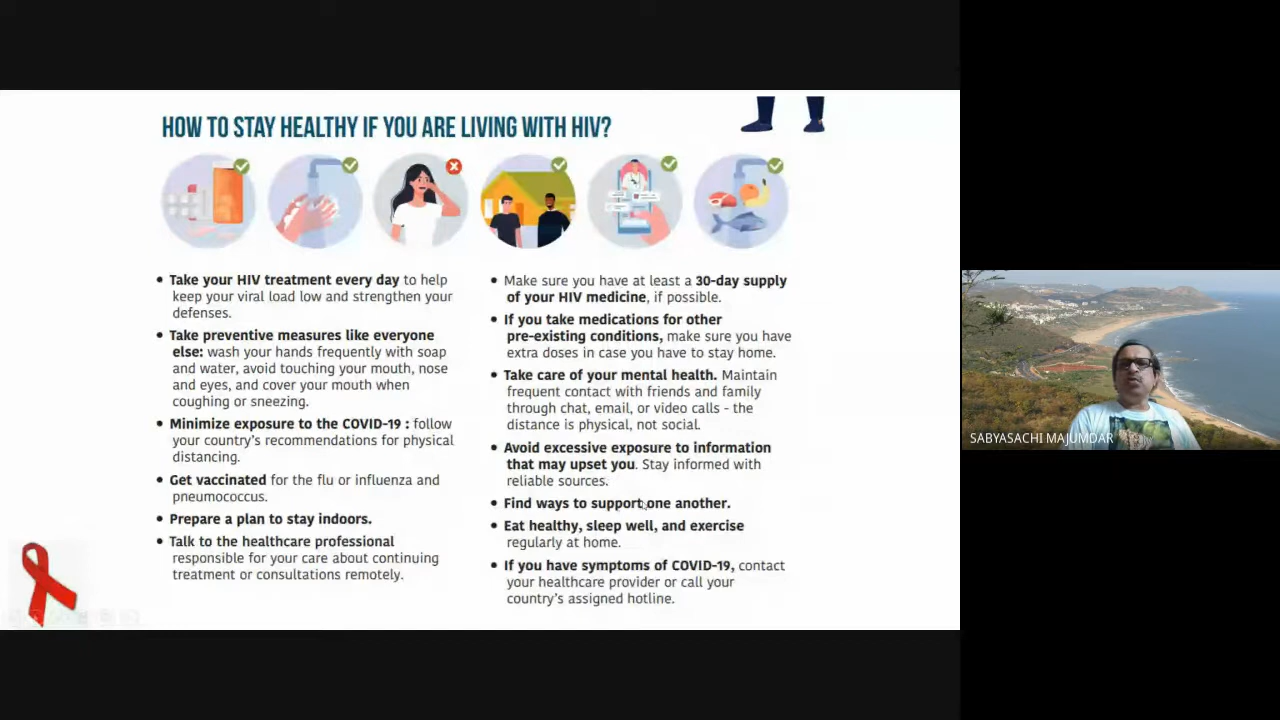 HOW TO STAY HEALTHY IF YOU ARE LIVING WITH HIV?
• Take your HIV treatment every day to help
keep your viral load low and strengthen your
defenses.
• Take preventive measures like everyone
else: wash your hands frequently with soap
and water, avoid touching your mouth, nose
and eyes, and cover your mouth when
coughing or sneezing.
• Minimize exposure to the COVID-19 : follow
your country's recommendations for physical
distancing.
• Get vaccinated for the flu or influenza and
pneumococcus.
• Prepare a plan to stay indoors.
• Talk to the healthcare professional
responsible for your care about continuing
treatment or consultations remotely.
• Make sure you have at least a 30-day supply
of your HIV medicine, if possible.
• If you take medications for other
pre-existing conditions, make sure you have
extra doses in case you have to stay home.
• Take care of your mental health. Maintain
frequent contact with friends and family
through chat, email, or video calls - the
distance is physical, not social.
• Avoid excessive exposure to information
that may upset you. Stay informed with
reliable sources.
• Find ways to support one another.
• Eat healthy, sleep well, and exercise
regularly at home.
• If you have symptoms of COVID-19, contact
your healthcare provider or call your
country's assigned hotline.
SABYASACHI MAJUMDAR